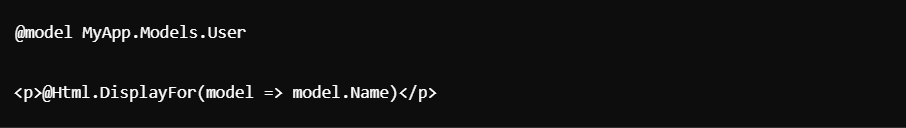 @model MyApp.Models.User
<p>@Html.DisplayFor(model => model.Name)</p>